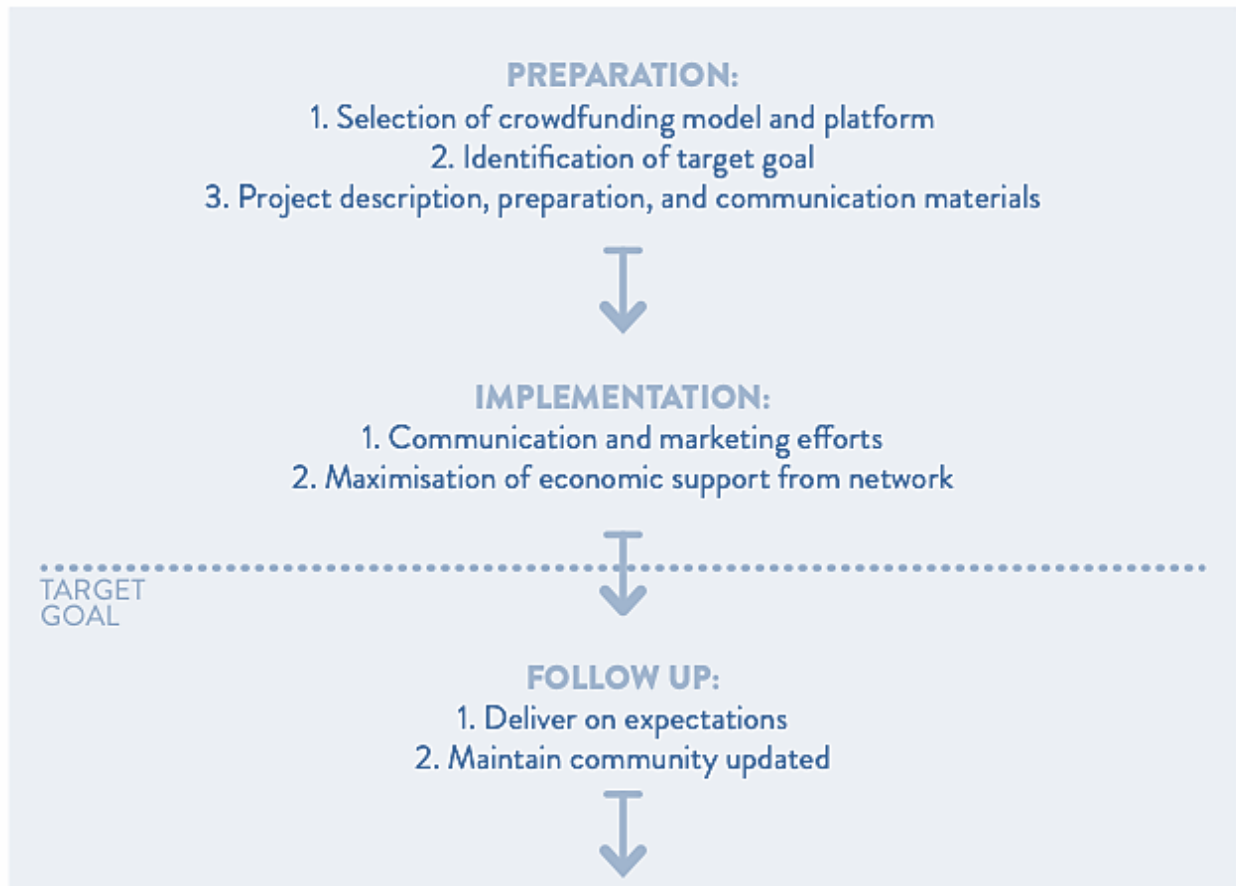 PREPARATION:
1. Selection of crowdfunding model and platform
2. Identification of target goal
3. Project description, preparation, and communication materials
IMPLEMENTATION:
1. Communication and marketing efforts
2. Maximisation of economic support from network
TARGET
GOAL
FOLLOW UP:
1. Deliver on expectations
2. Maintain community updated